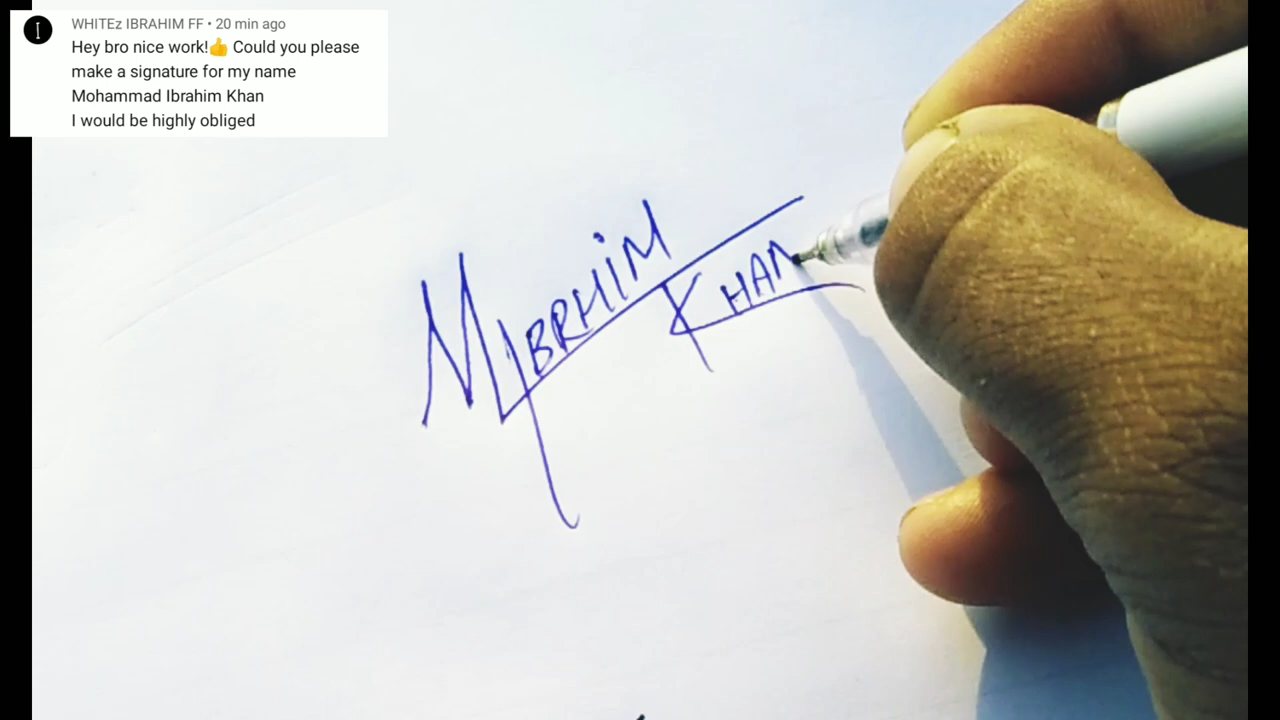 WHITEz IBRAHIM FF • 20 min ago
Hey bro nice work!👍 Could you please
make a signature for my name
Mohammad Ibrahim Khan
I would be highly obliged
MIBRHIM
KHAN